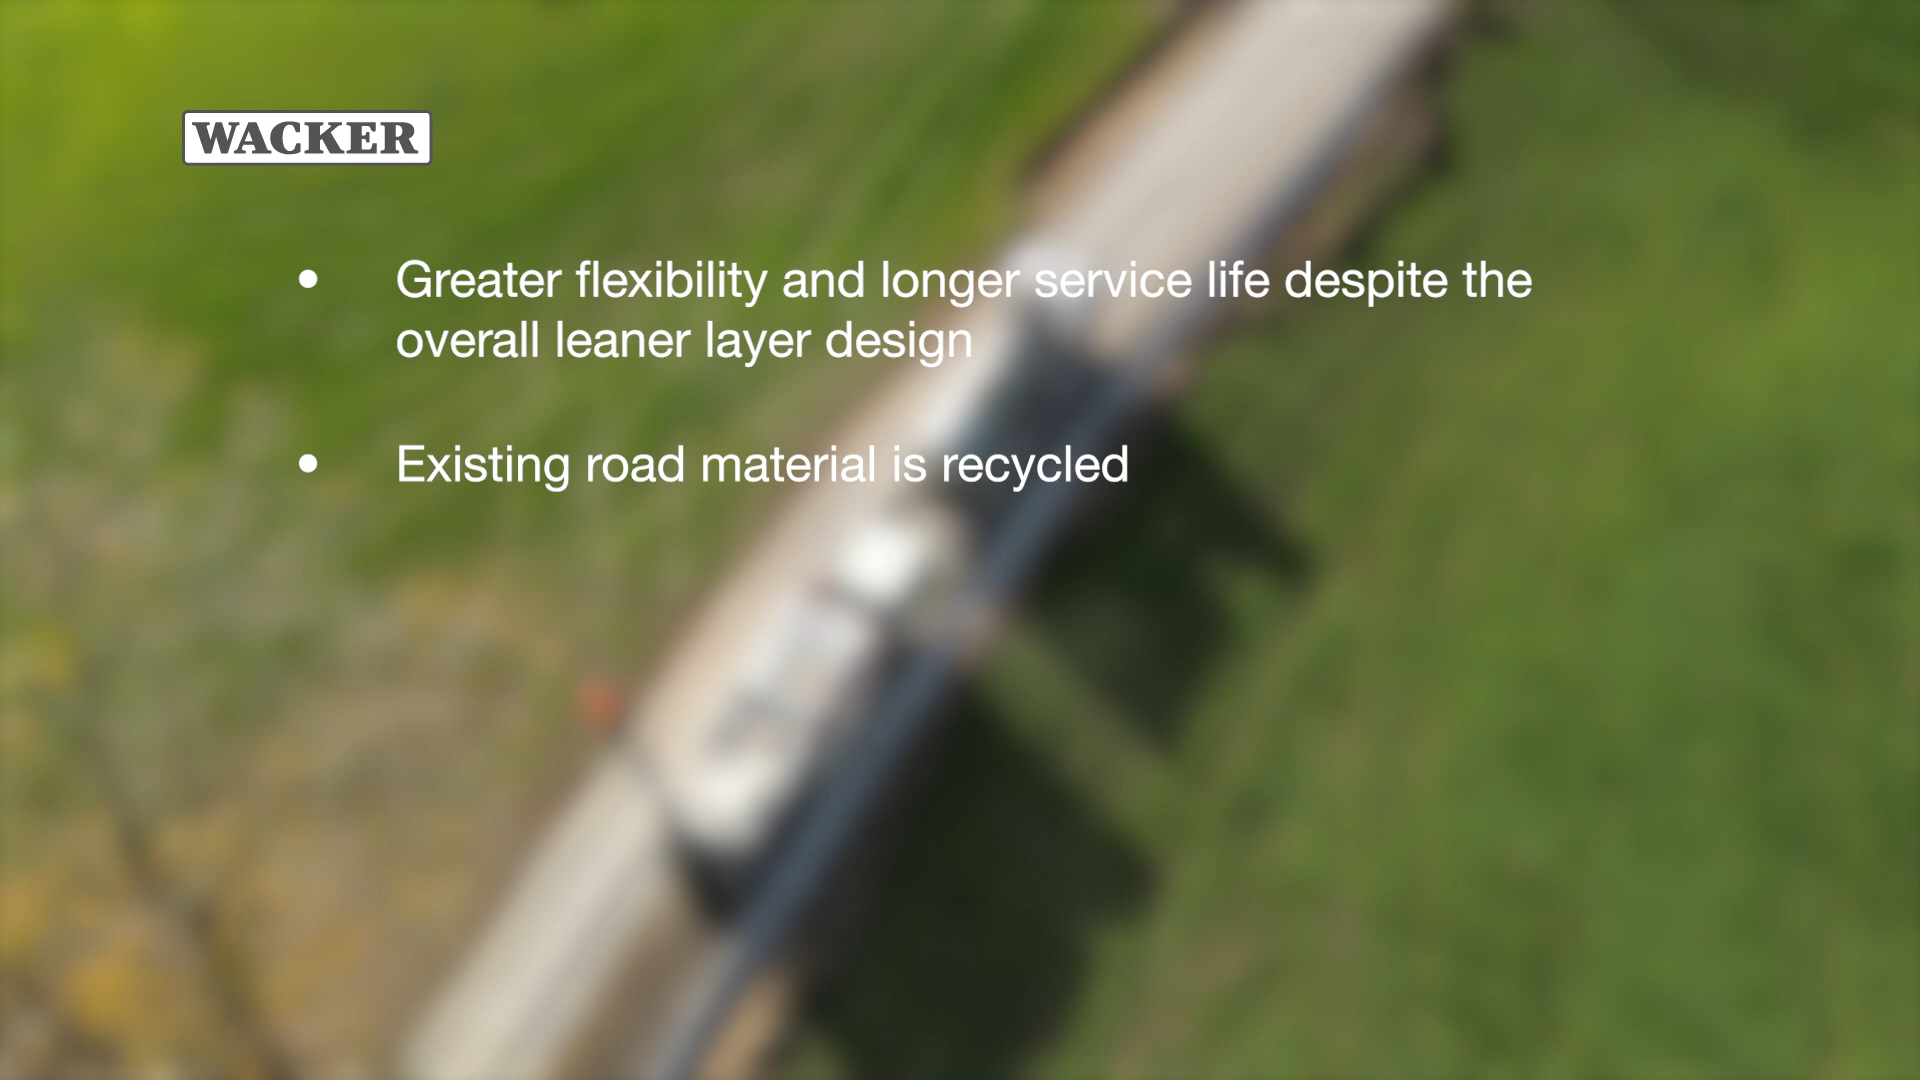 WACKER
• Greater flexibility and longer service life despite the
overall leaner layer design
• Existing road material is recycled